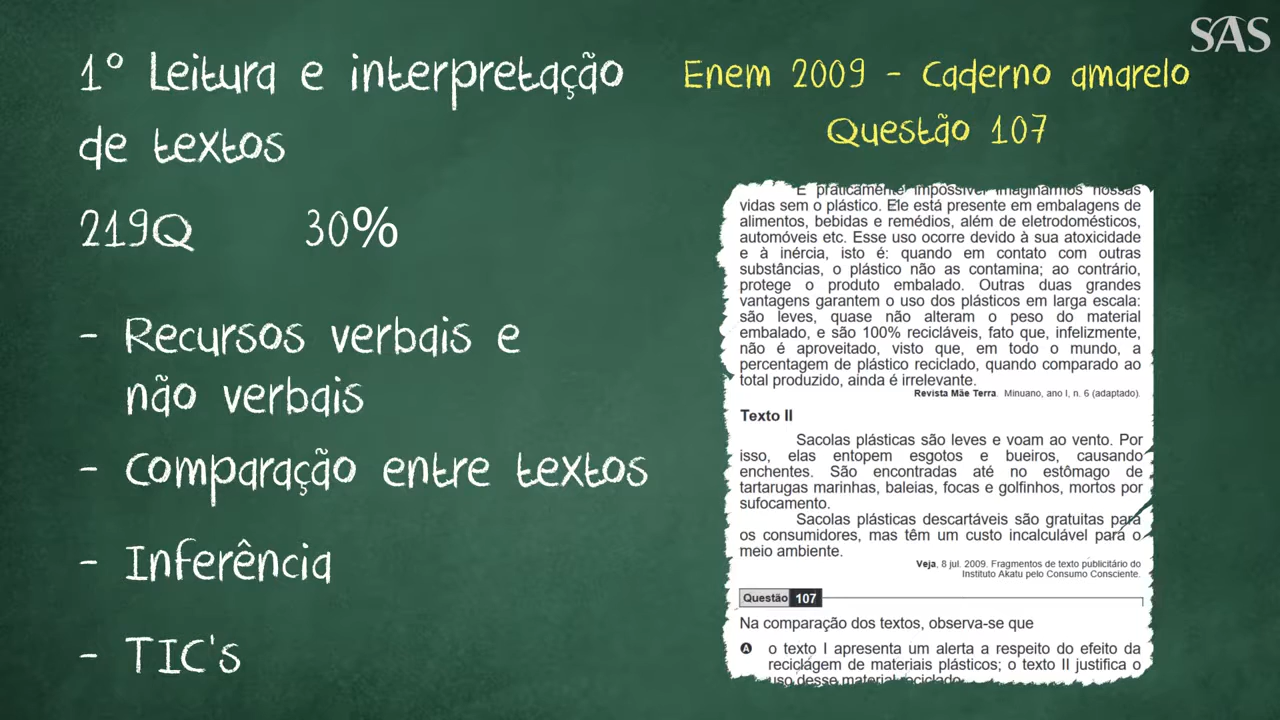 SAS
1º Leitura e interpretação
de textos
219Q 30%
- Recursos verbais e
não verbais
- Comparação entre textos
- Inferência
- TIC's
Enem 2009 - Caderno amarelo
Questão 107
É praticamente impossível imaginarmos nossas
vidas sem o plástico. Ele está presente em embalagens de
alimentos, bebidas e remédios, além de eletrodomésticos,
automóveis etc. Esse uso ocorre devido à sua atoxicidade
e à inércia, isto é: quando em contato com outras
substâncias, o plástico não as contamina; ao contrário,
protege o produto embalado. Outras duas grandes
vantagens garantem o uso dos plásticos em larga escala:
são leves, quase não alteram o peso do material
embalado, e são 100% recicláveis, fato que, infelizmente,
não é aproveitado, visto que, em todo o mundo, a
percentagem de plástico reciclado, quando comparado ao
total produzido, ainda é irrelevante.
Revista Mãe Terra. Minuano, ano I, n. 6 (adaptado).
Texto II
Sacolas plásticas são leves e voam ao vento. Por
isso, elas entopem esgotos e bueiros, causando
enchentes. São encontradas até no estômago de
tartarugas marinhas, baleias, focas e golfinhos, mortos por
sufocamento.
Sacolas plásticas descartáveis são gratuitas para
os consumidores, mas têm um custo incalculável para o
meio ambiente.
Veja, 8 jul. 2009. Fragmentos de texto publicitário do
Instituto Akatu pelo Consumo Consciente.
Questão 107
Na comparação dos textos, observa-se que
A o texto I apresenta um alerta a respeito do efeito da
reciclagem de materiais plásticos; o texto II justifica o
uso desse material reciclado.